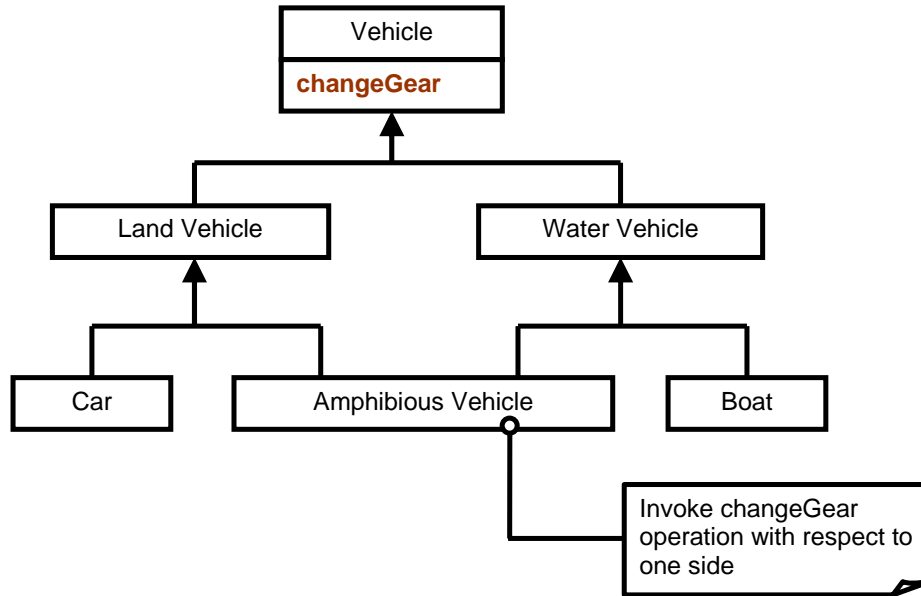 Vehicle
changeGear
Land Vehicle
Water Vehicle
Car
Amphibious Vehicle
Boat
Invoke changeGear
operation with respect to
one side